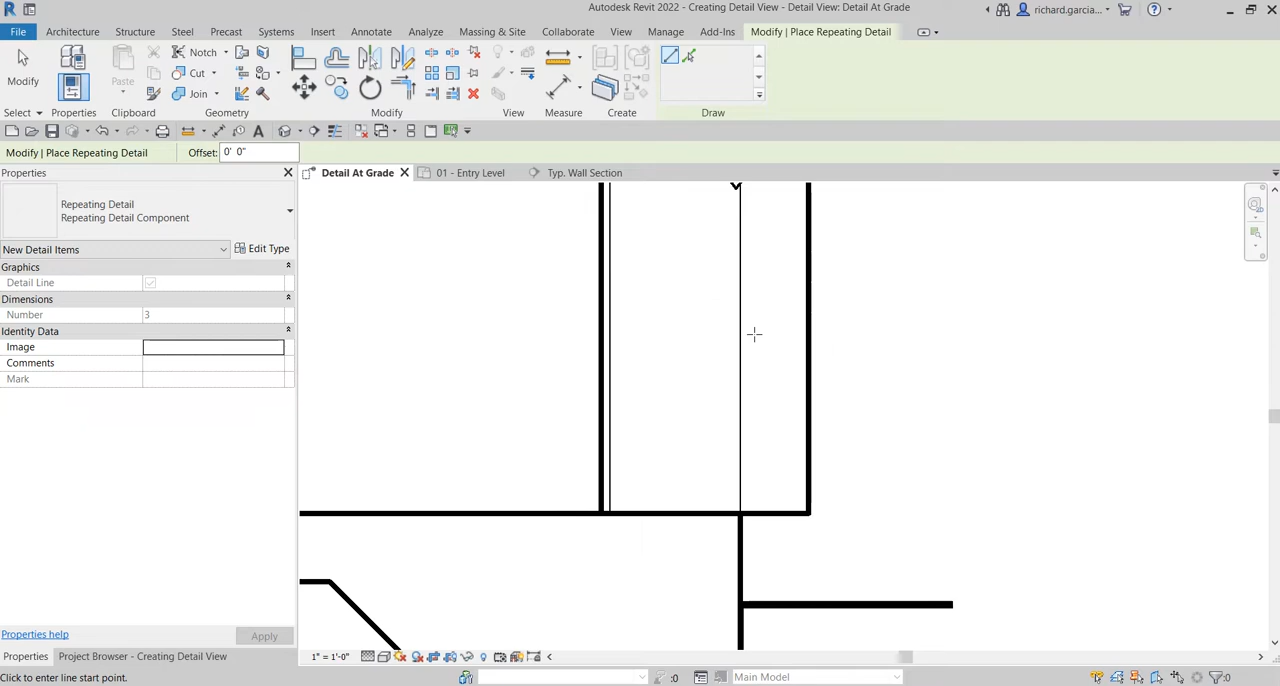 Autodesk Revit 2022 - Creating Detail View - Detail View: Detail At Grade
richard.garcia...
File Architecture Structure Steel Precast Systems Insert Annotate Analyze Massing & Site Collaborate View Manage Add-Ins Modify | Place Repeating Detail
Modify
Paste
Notch
Cut
Join
Select Properties Clipboard Geometry Modify View Measure Create Draw
Modify | Place Repeating Detail Offset: 0' 0"
Properties
Detail At Grade 01 - Entry Level Typ. Wall Section
Repeating Detail
Repeating Detail Component
New Detail Items Edit Type
Graphics
Detail Line
Dimensions
Number 3
Identity Data
Image
Comments
Mark
Properties help Apply
Properties Project Browser - Creating Detail View 1" = 1'-0"
Click to enter line start point. :0 Main Model :0